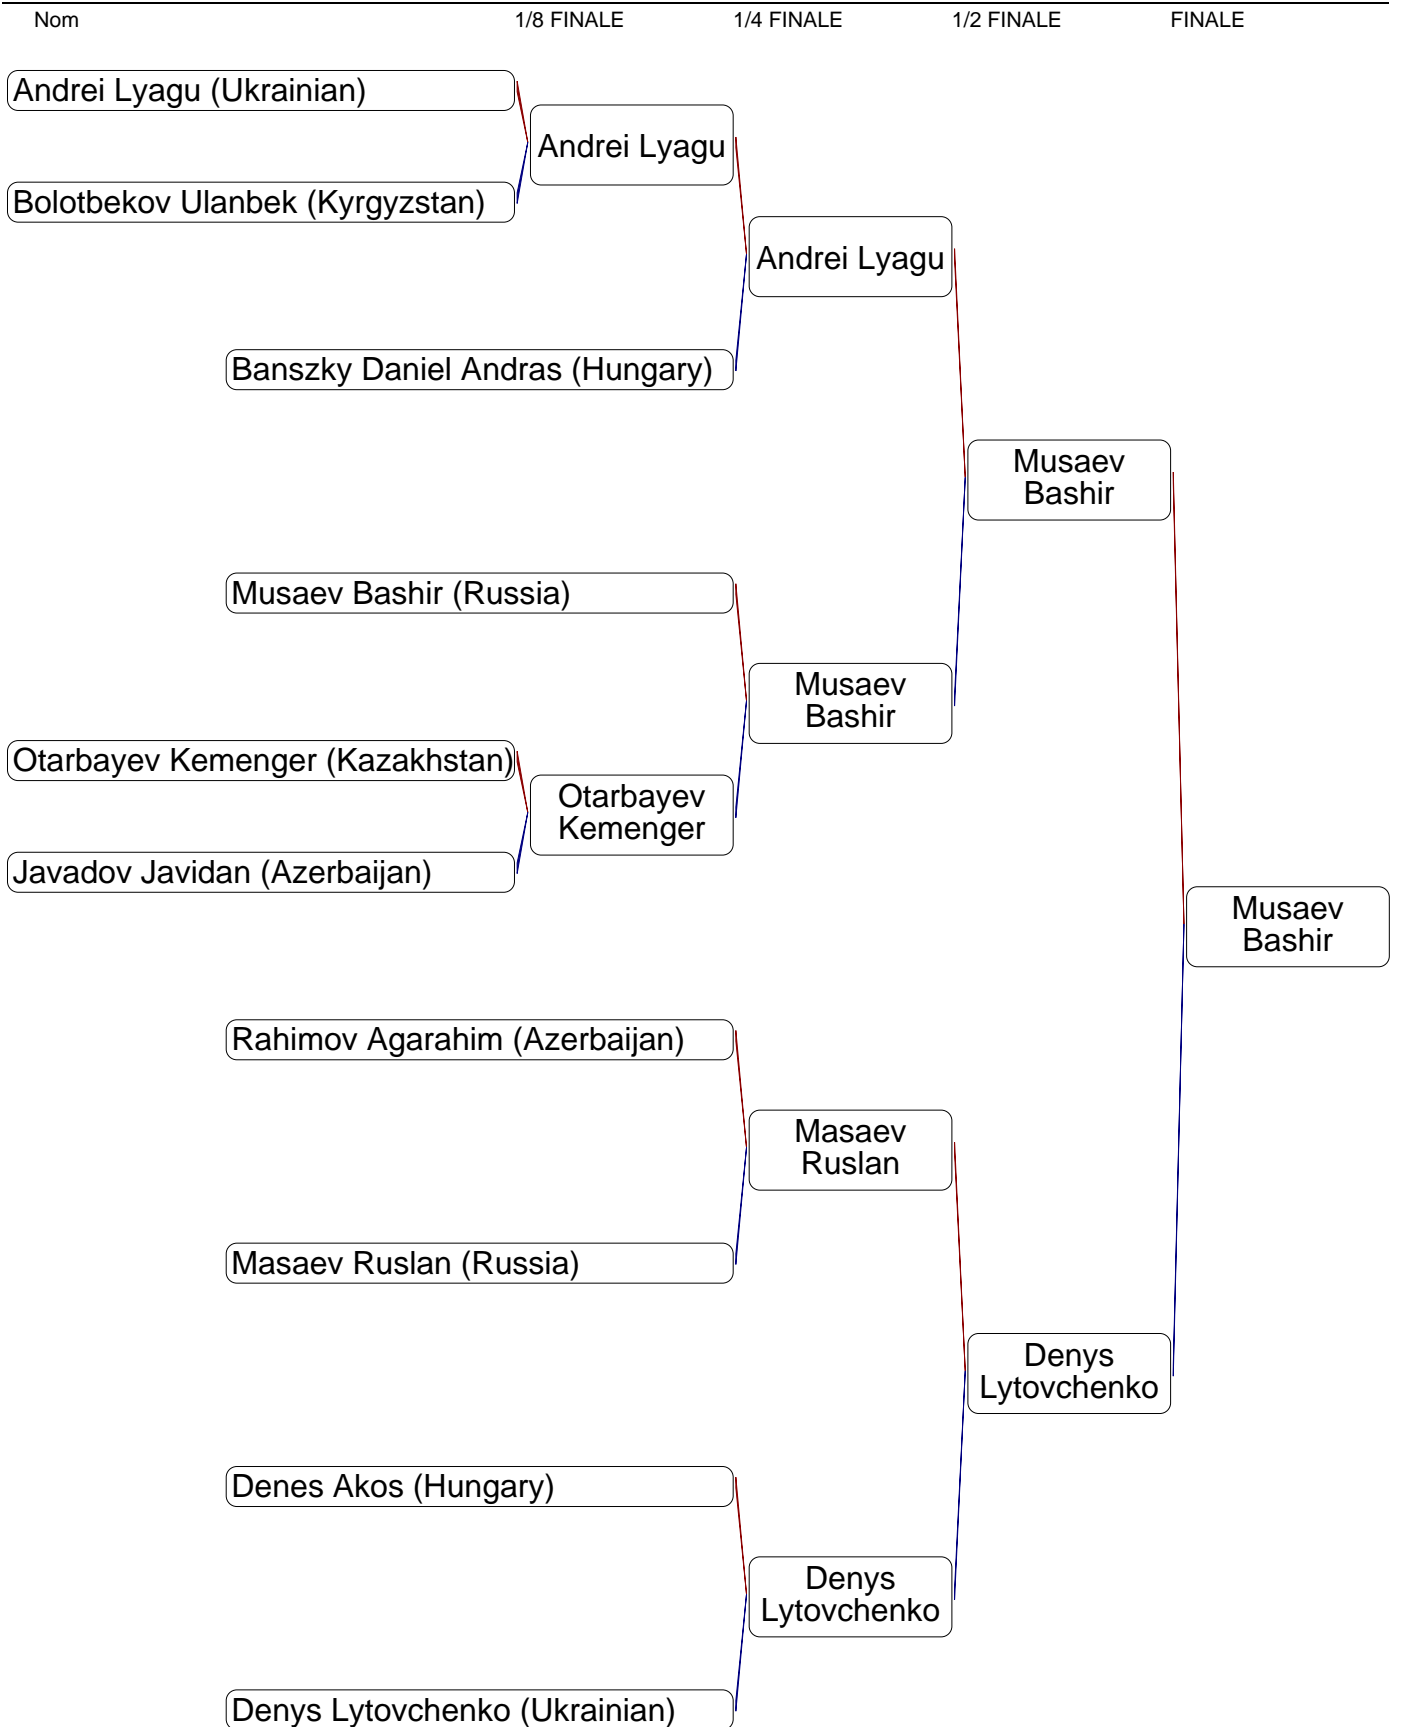 Nom 1/8 FINALE 1/4 FINALE 1/2 FINALE FINALE
Andrei Lyagu (Ukrainian)
Andrei Lyagu
Bolotbekov Ulanbek (Kyrgyzstan)
Andrei Lyagu
Banszky Daniel Andras (Hungary)
Musaev
Bashir
Musaev Bashir (Russia)
Musaev
Bashir
Otarbayev Kemenger (Kazakhstan)
Otarbayev
Kemenger
Javadov Javidan (Azerbaijan)
Musaev
Bashir
Rahimov Agarahim (Azerbaijan)
Masaev
Ruslan
Masaev Ruslan (Russia)
Denys
Lytovchenko
Denes Akos (Hungary)
Denys
Lytovchenko
Denys Lytovchenko (Ukrainian)